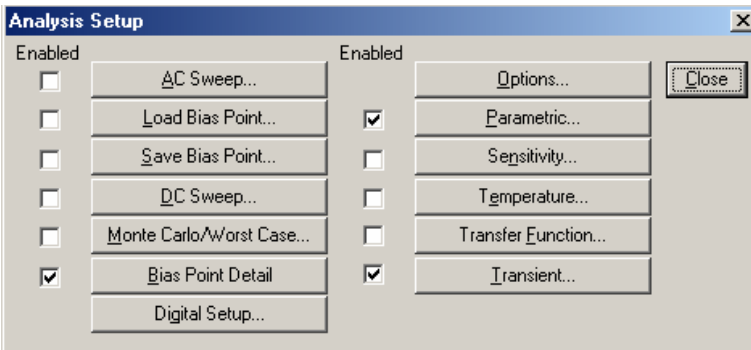 Analysis Setup
Enabled
AC Sweep...
Load Bias Point...
Save Bias Point...
DC Sweep...
Monte Carlo/Worst Case...
Bias Point Detail
Digital Setup...
Enabled
Options...
Parametric...
Sensitivity...
Temperature...
Transfer Function...
Transient...
Close